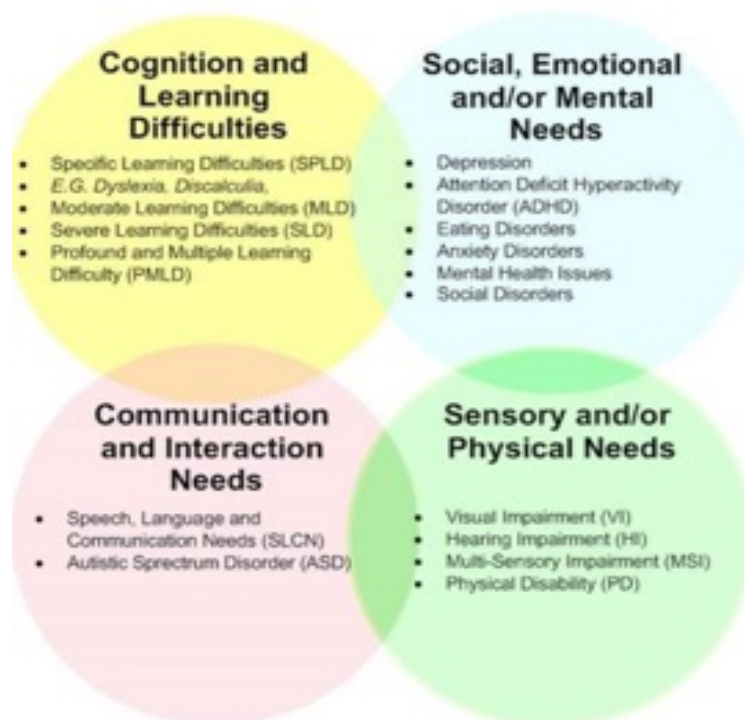 Cognition and
Learning
Difficulties
• Specific Learning Difficulties (SPLD)
• E.G. Dyslexia, Discalculia,
• Moderate Learning Difficulties (MLD)
• Severe Learning Difficulties (SLD)
• Profound and Multiple Learning
Difficulty (PMLD)
Social, Emotional
and/or Mental
Needs
• Depression
• Attention Deficit Hyperactivity
Disorder (ADHD)
• Eating Disorders
• Anxiety Disorders
• Mental Health Issues
• Social Disorders
Communication
and Interaction
Needs
• Speech, Language and
Communication Needs (SLCN)
• Autistic Sprectrum Disorder (ASD)
Sensory and/or
Physical Needs
• Visual Impairment (VI)
• Hearing Impairment (HI)
• Multi-Sensory Impairment (MSI)
• Physical Disability (PD)